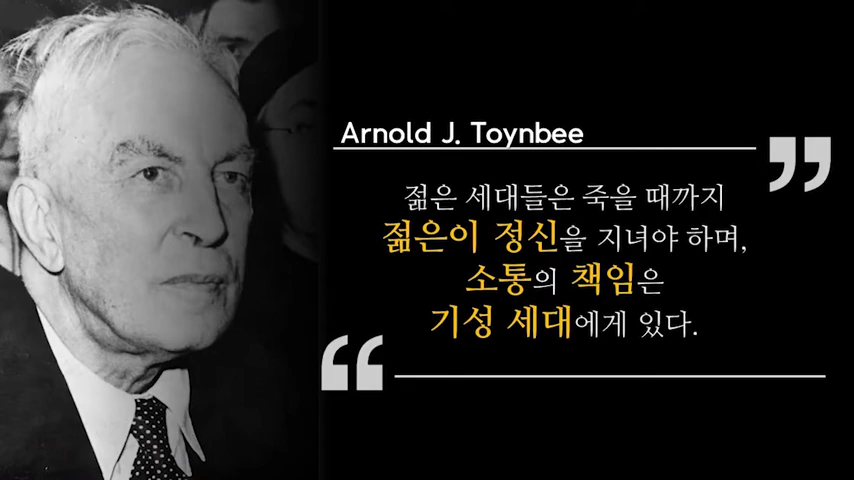 Arnold J. Toynbee
젊은 세대들은 죽을 때까지
젊은이 정신을 지녀야 하며,
소통의 책임은
기성 세대에게 있다.